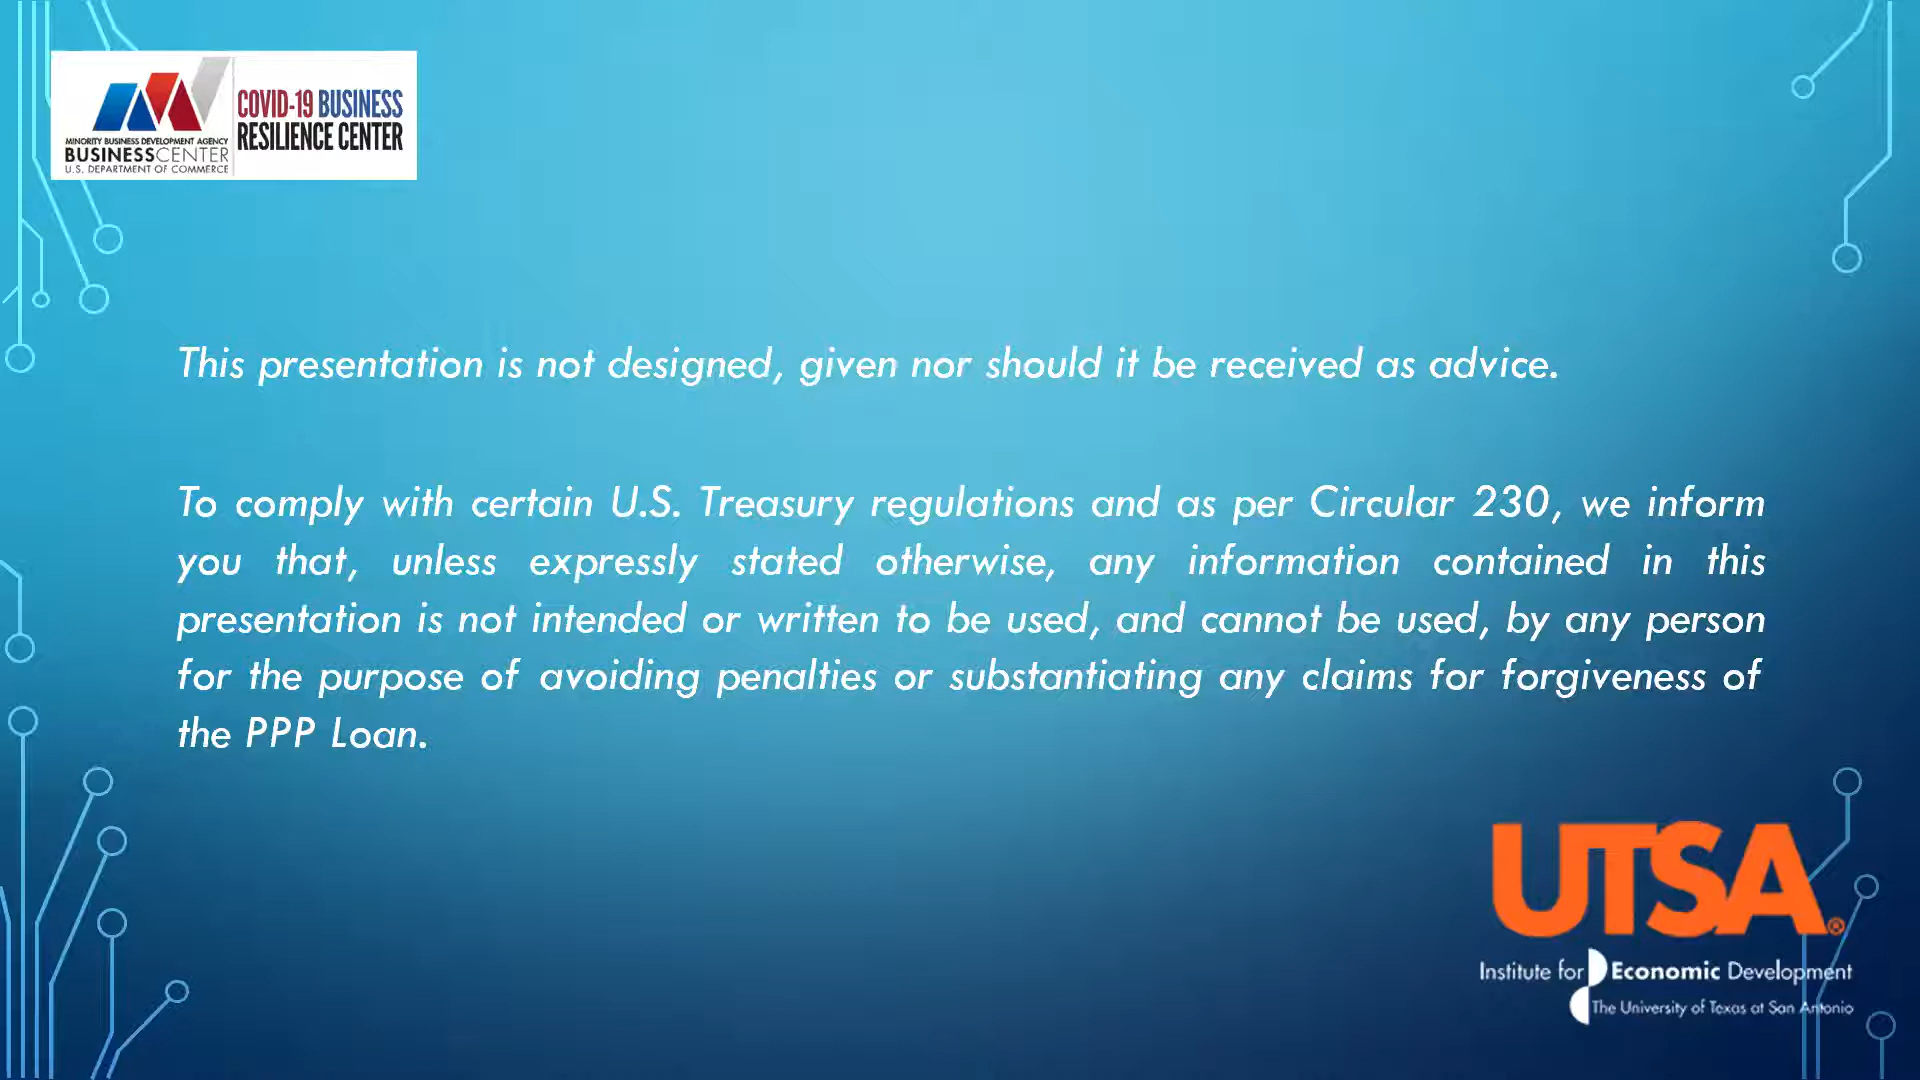 MINORITY BUSINESS DEVELOPMENT AGENCY
BUSINESSCENTER
U.S. DEPARTMENT OF COMMERCE
COVID-19 BUSINESS
RESILIENCE CENTER
This presentation is not designed, given nor should it be received as advice.
To comply with certain U.S. Treasury regulations and as per Circular 230, we inform
you that, unless expressly stated otherwise, any information contained in this
presentation is not intended or written to be used, and cannot be used, by any person
for the purpose of avoiding penalties or substantiating any claims for forgiveness of
the PPP Loan.
UTSA®
Institute for Economic Development
The University of Texas at San Antonio